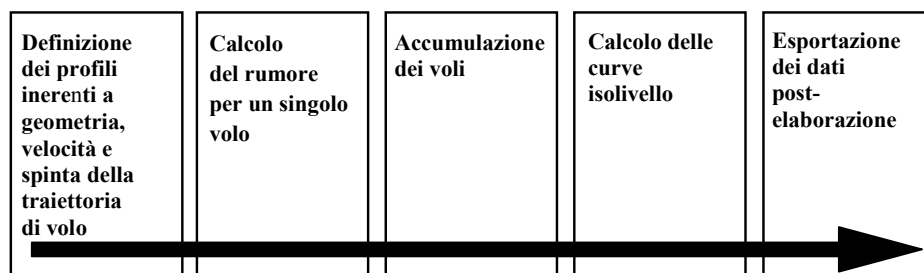 Definizione
dei profili
inerenti a
geometria,
velocità e
spinta della
traiettoria
di volo
Calcolo
del rumore
per un singolo
volo
Accumulazione
dei voli
Calcolo delle
curve
isolivello
Esportazione
dei dati
post-
elaborazione